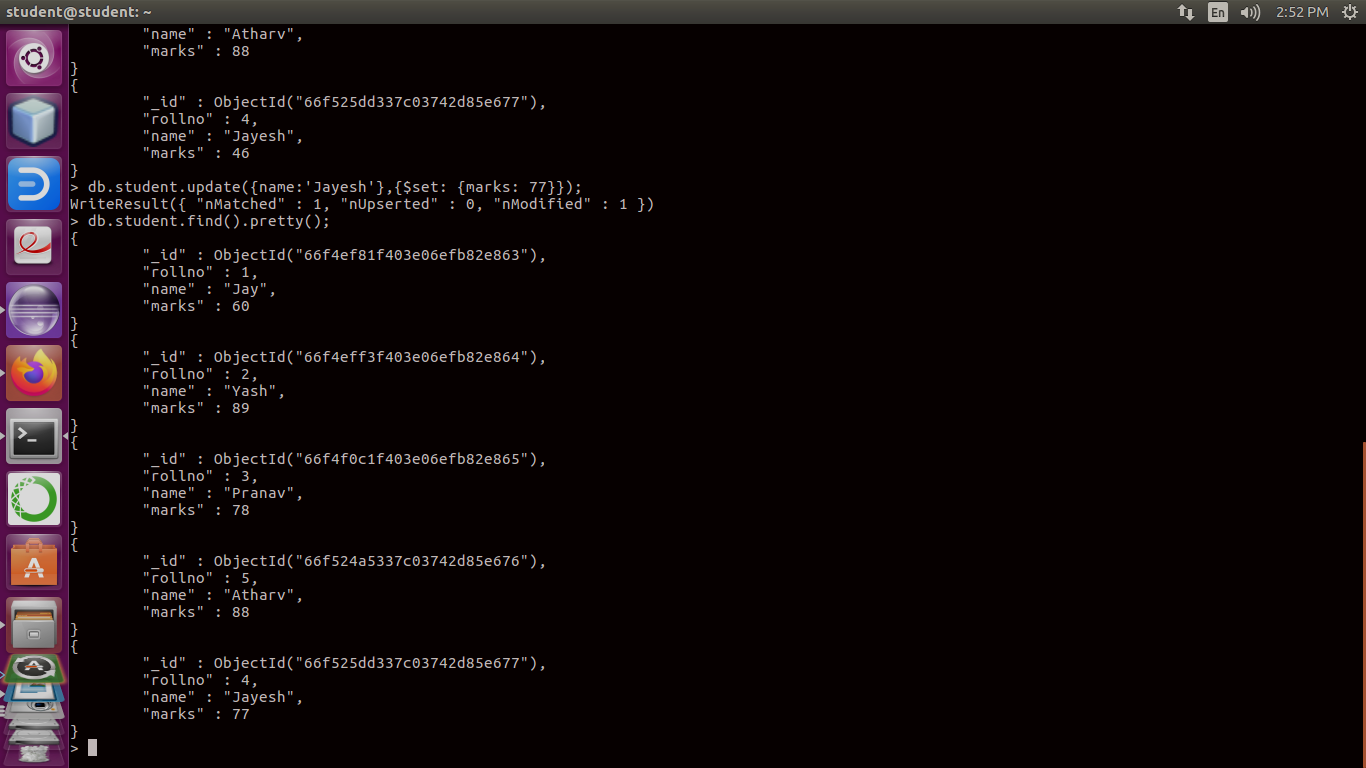 student@student: ~
En
2:52 PM
"name" : "Atharv",
"marks" : 88
}
{
"_id" : ObjectId("66f525dd337c03742d85e677"),
"rollno" : 4,
"name" : "Jayesh",
"marks" : 46
}
> db.student.update({name:'Jayesh'},{$set: {marks: 77}});
WriteResult({ "nMatched" : 1, "nUpserted" : 0, "nModified" : 1 })
> db.student.find().pretty();
{
"_id" : ObjectId("66f4ef81f403e06efb82e863"),
"rollno" : 1,
"name" : "Jay",
"marks" : 60
}
{
"_id" : ObjectId("66f4eff3f403e06efb82e864"),
"rollno" : 2,
"name" : "Yash",
"marks" : 89
}
{
"_id" : ObjectId("66f4f0c1f403e06efb82e865"),
"rollno" : 3,
"name" : "Pranav",
"marks" : 78
}
{
"_id" : ObjectId("66f524a5337c03742d85e676"),
"rollno" : 5,
"name" : "Atharv",
"marks" : 88
}
{
"_id" : ObjectId("66f525dd337c03742d85e677"),
"rollno" : 4,
"name" : "Jayesh",
"marks" : 77
}
>